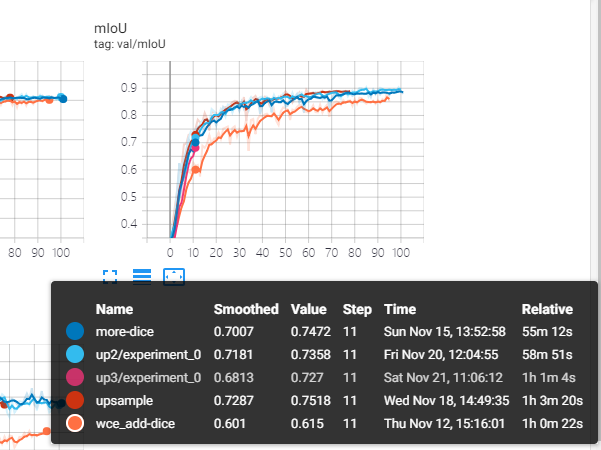 mIoU
tag: val/mIoU
0.9
0.8
0.7
0.6
0.5
0.4
80 90 100
0 10 20 30 40 50 60 70 80 90 100
Name Smoothed Value Step Time Relative
more-dice 0.7007 0.7472 11 Sun Nov 15, 13:52:58 55m 12s
up2/experiment_0 0.7181 0.7358 11 Fri Nov 20, 12:04:55 58m 51s
up3/experiment_0 0.6813 0.727 11 Sat Nov 21, 11:06:12 1h 1m 4s
upsample 0.7287 0.7518 11 Wed Nov 18, 14:49:35 1h 3m 20s
wce_add-dice 0.601 0.615 11 Thu Nov 12, 15:16:01 1h 0m 22s